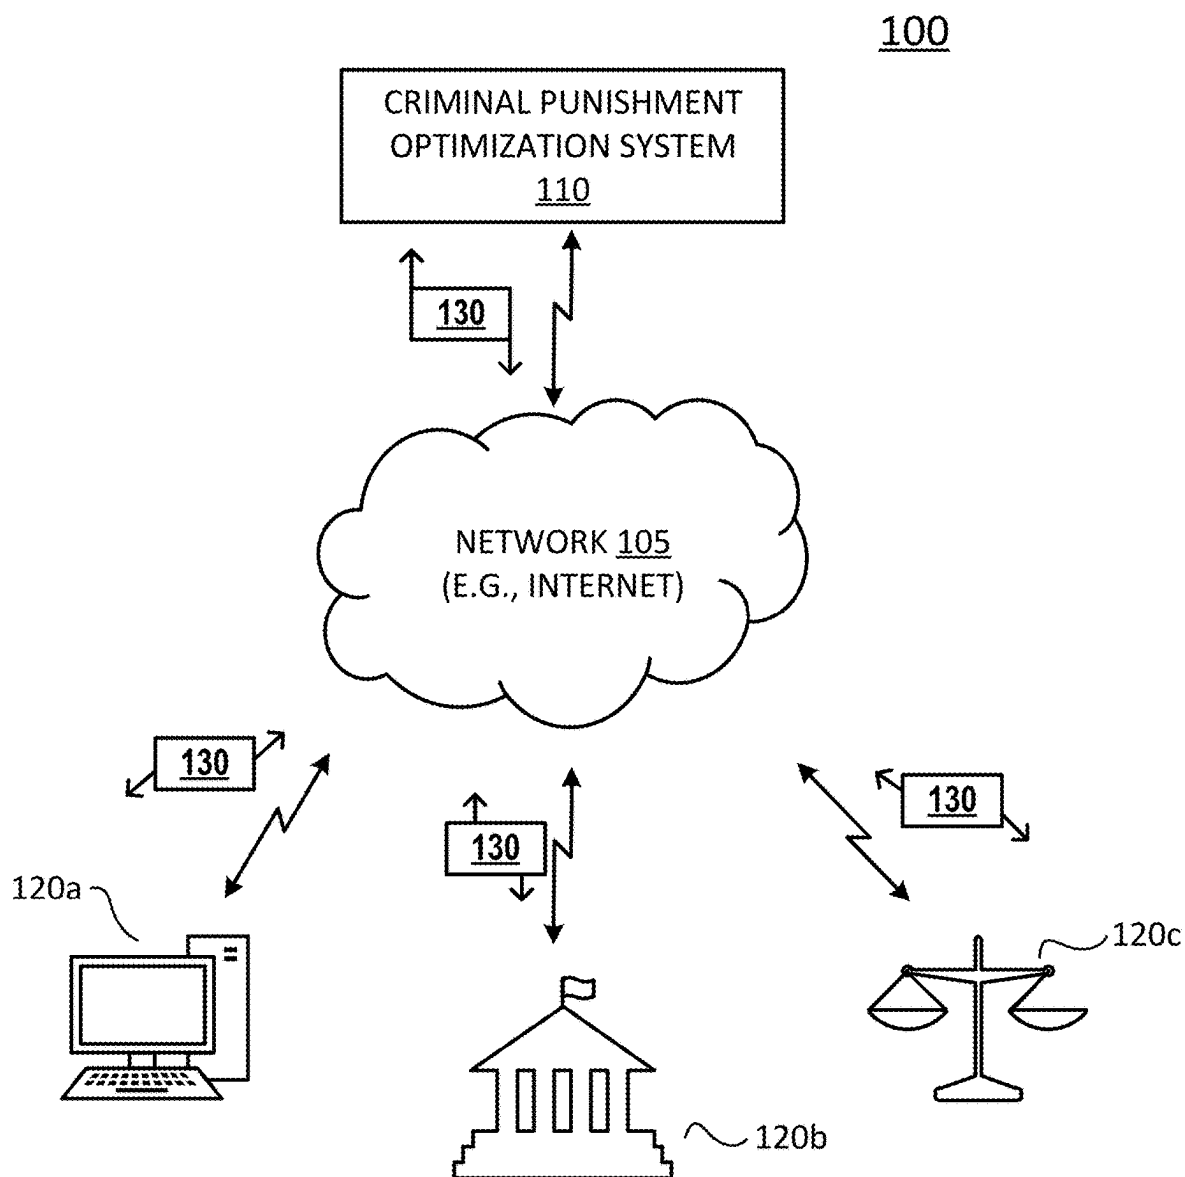 100
CRIMINAL PUNISHMENT
OPTIMIZATION SYSTEM
110
130
NETWORK 105
(E.G., INTERNET)
130
130
130
120a
120c
120b